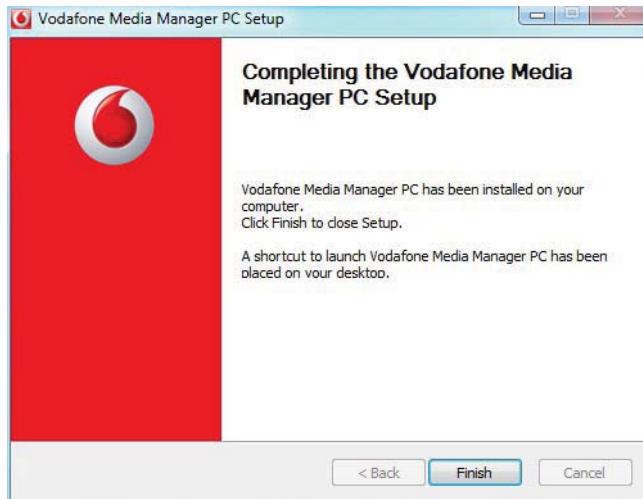 Vodafone Media Manager PC Setup
Completing the Vodafone Media
Manager PC Setup
Vodafone Media Manager PC has been installed on your
computer.
Click Finish to close Setup.
A shortcut to launch Vodafone Media Manager PC has been
placed on your desktop.
< Back Finish Cancel